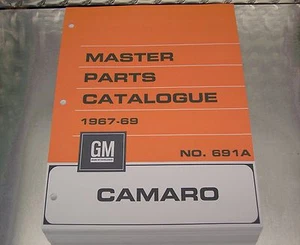 MASTER
PARTS
CATALOGUE
1967-69
GM
NO. 691A
CAMARO